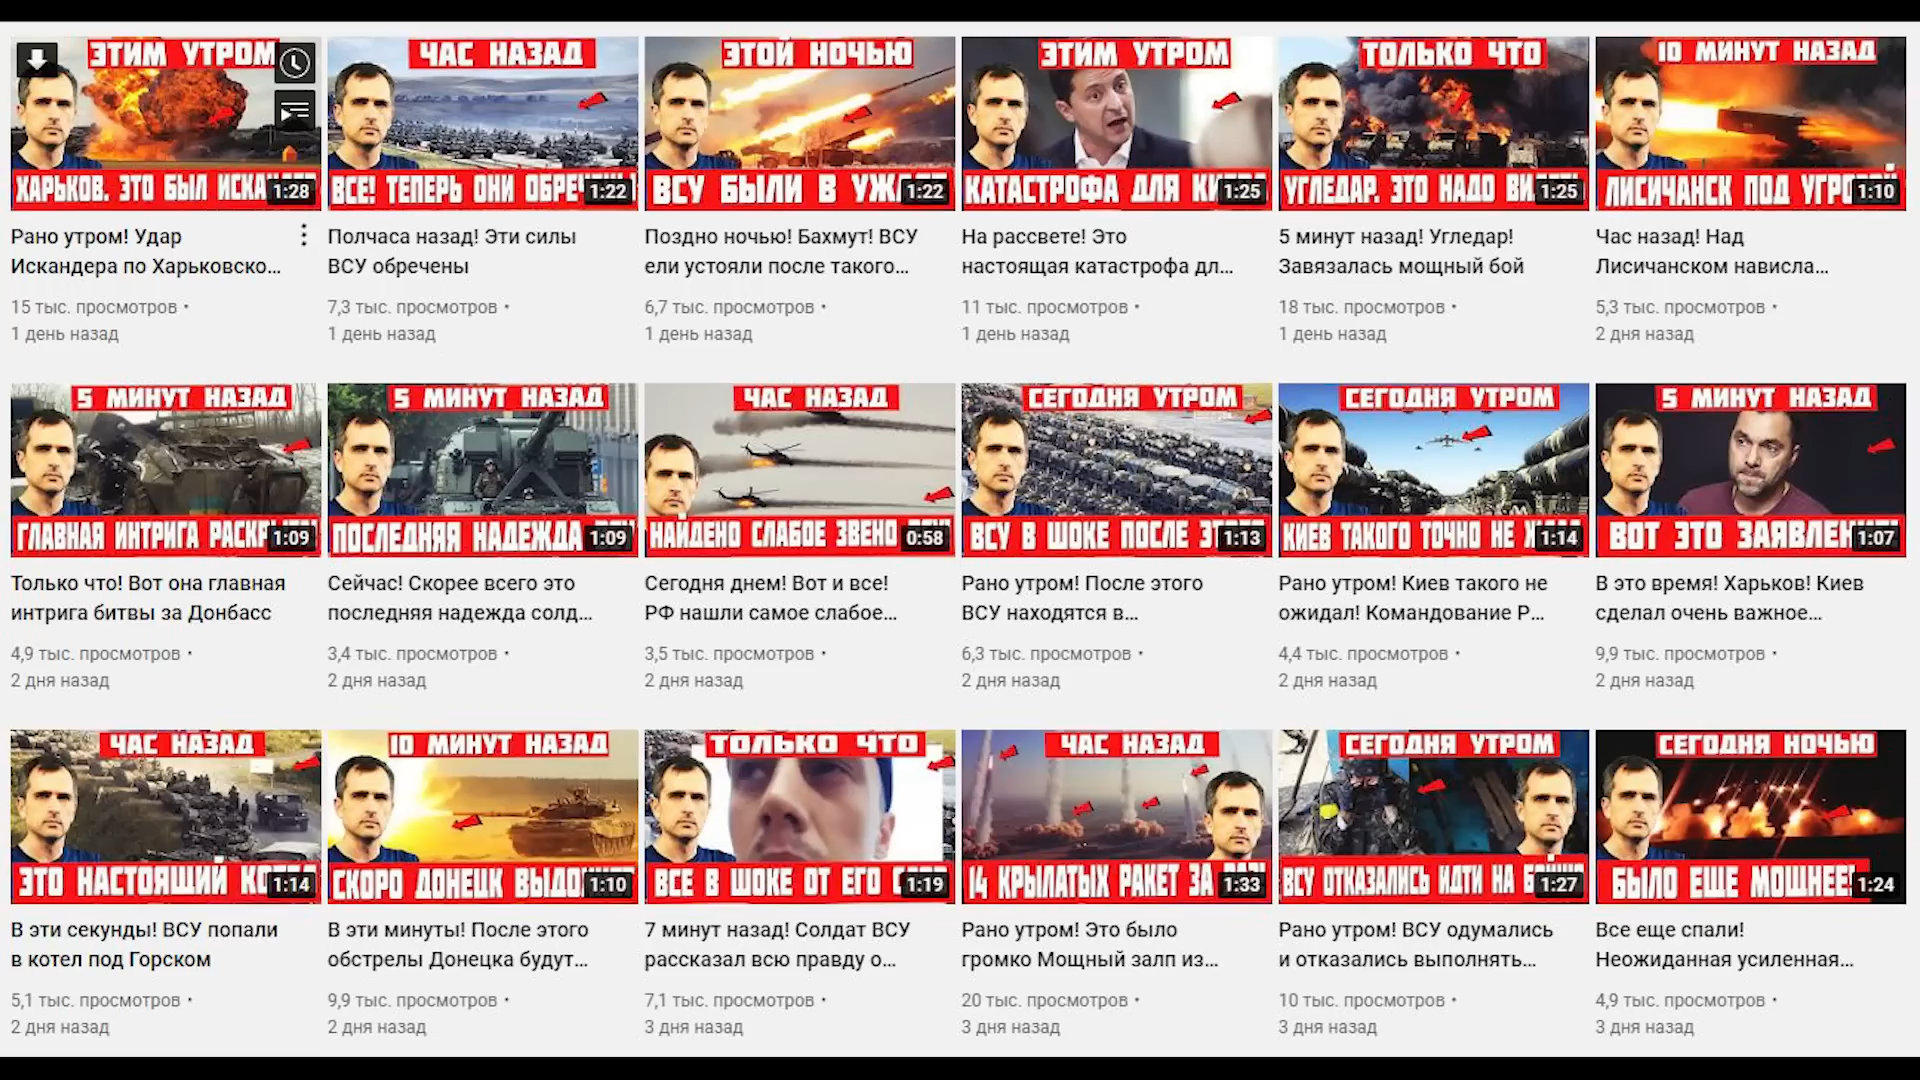 ЭТИМ УТРОМ
ХАРЬКОВ. ЭТО БЫЛ
1:28
Рано утром! Удар
Искандера по Харьковско...
15 тыс. просмотров •
1 день назад
ЧАС НАЗАД
ВСЕ! ТЕПЕРЬ ОНИ
1:22
Полчаса назад! Эти силы
ВСУ обречены
7,3 тыс. просмотров •
1 день назад
ЭТОЙ НОЧЬЮ
ВСУ БЫЛИ В
1:22
Поздно ночью! Бахмут! ВСУ
ели устояли после такого...
6,7 тыс. просмотров •
1 день назад
ЭТИМ УТРОМ
КАТАСТРОФА ДЛЯ
1:25
На рассвете! Это
настоящая катастрофа дл...
11 тыс. просмотров •
1 день назад
ТОЛЬКО ЧТО
УГЛЕДАР. ЭТО НАДО
1:25
5 минут назад! Угледар!
Завязалась мощный бой
18 тыс. просмотров •
1 день назад
10 МИНУТ НАЗАД
ЛИСИЧАНСК ПОД
1:10
Час назад! Над
Лисичанском нависла...
5,3 тыс. просмотров •
2 дня назад
5 МИНУТ НАЗАД
ГЛАВНАЯ ИНТРИГА
1:09
Только что! Вот она главная
интрига битвы за Донбасс
4,9 тыс. просмотров •
2 дня назад
5 МИНУТ НАЗАД
ПОСЛЕДНЯЯ НАДЕЖДА
1:09
Сейчас! Скорее всего это
последняя надежда солд...
3,4 тыс. просмотров •
2 дня назад
ЧАС НАЗАД
НАЙДЕНО СЛАБОЕ ЗВЕНО
0:58
Сегодня днем! Вот и все!
РФ нашли самое слабое...
3,5 тыс. просмотров •
2 дня назад
СЕГОДНЯ УТРОМ
ВСУ В ШОКЕ ПОСЛЕ
1:13
Рано утром! После этого
ВСУ находятся в...
6,3 тыс. просмотров •
2 дня назад
СЕГОДНЯ УТРОМ
КИЕВ ТАКОГО ТОЧНО НЕ
1:14
Рано утром! Киев такого не
ожидал! Командование Р...
4,4 тыс. просмотров •
2 дня назад
5 МИНУТ НАЗАД
ВОТ ЭТО
1:07
В это время! Харьков! Киев
сделал очень важное...
9,9 тыс. просмотров •
2 дня назад
ЧАС НАЗАД
ЭТО НАСТОЯЩИЙ
1:14
В эти секунды! ВСУ попали
в котел под Горском
5,1 тыс. просмотров •
2 дня назад
10 МИНУТ НАЗАД
СКОРО ДОНЕЦК
1:10
В эти минуты! После этого
обстрелы Донецка будут...
9,9 тыс. просмотров •
2 дня назад
ТОЛЬКО ЧТО
ВСЕ В ШОКЕ ОТ ЕГО
1:19
7 минут назад! Солдат ВСУ
рассказал всю правду о...
7,1 тыс. просмотров •
3 дня назад
ЧАС НАЗАД
14 КРЫЛАТЫХ РАКЕТ ЗА
1:33
Рано утром! Это было
громко Мощный залп из...
20 тыс. просмотров •
3 дня назад
СЕГОДНЯ УТРОМ
ВСУ ОТКАЗАЛИСЬ ИДТИ НА
1:27
Рано утром! ВСУ одумались
и отказались выполнять...
10 тыс. просмотров •
3 дня назад
СЕГОДНЯ НОЧЬЮ
БЫЛО ЕЩЕ МОЩНЕЕ!
1:24
Все еще спали!
Неожиданная усиленная...
4,9 тыс. просмотров •
3 дня назад